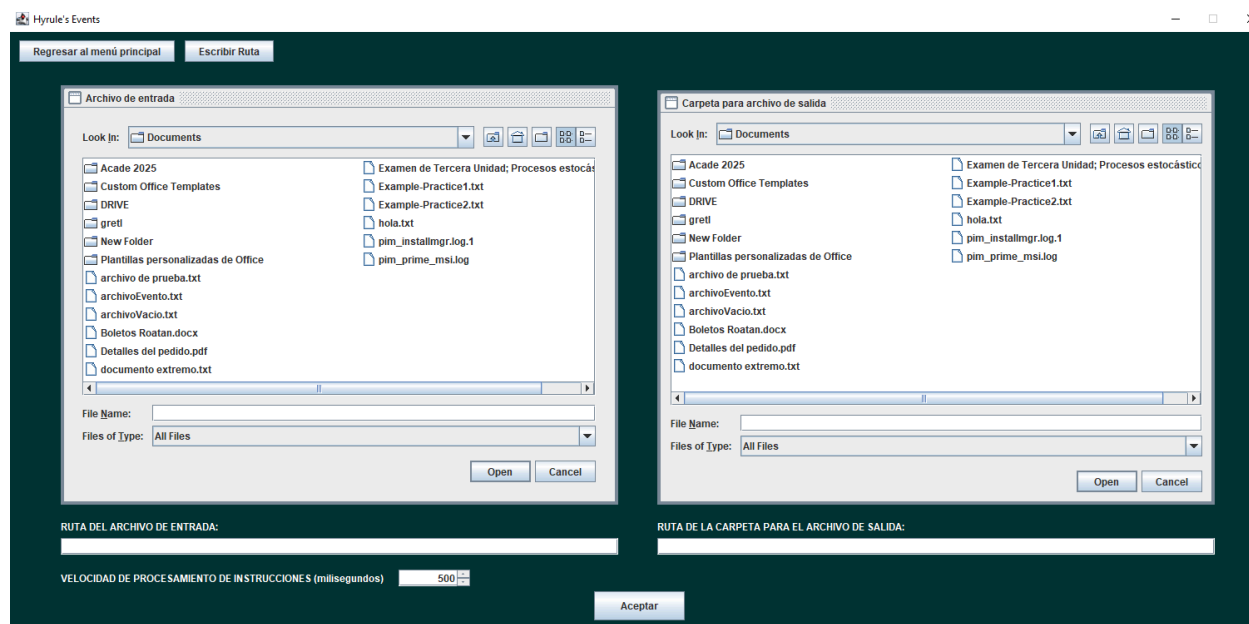 Hyrule's Events
Regresar al menú principal
Escribir Ruta
Archivo de entrada
Look In:
Documents
Acade 2025
Custom Office Templates
DRIVE
gretl
New Folder
Plantillas personalizadas de Office
archivo de prueba.txt
archivoEvento.txt
archivoVacio.txt
Boletos Roatan.docx
Detalles del pedido.pdf
documento extremo.txt
Examen de Tercera Unidad; Procesos estocás
Example-Practice1.txt
Example-Practice2.txt
hola.txt
pim_installmgr.log.1
pim_prime_msi.log
File Name:
Files of Type:
All Files
Open
Cancel
Carpeta para archivo de salida
Look In:
Documents
Acade 2025
Custom Office Templates
DRIVE
gretl
New Folder
Plantillas personalizadas de Office
archivo de prueba.txt
archivoEvento.txt
archivoVacio.txt
Boletos Roatan.docx
Detalles del pedido.pdf
documento extremo.txt
Examen de Tercera Unidad; Procesos estocástic
Example-Practice1.txt
Example-Practice2.txt
hola.txt
pim_installmgr.log.1
pim_prime_msi.log
File Name:
Files of Type:
All Files
Open
Cancel
RUTA DEL ARCHIVO DE ENTRADA:
RUTA DE LA CARPETA PARA EL ARCHIVO DE SALIDA:
VELOCIDAD DE PROCESAMIENTO DE INSTRUCCIONES (milisegundos)
500
Aceptar